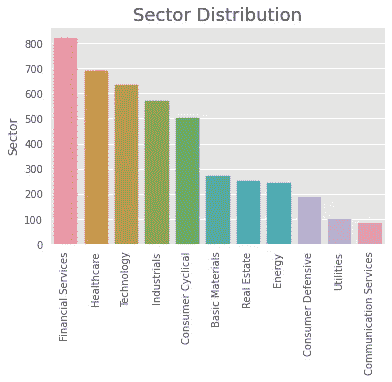 Sector Distribution
800
700
600
500
400
300
200
100
0
Sector
Financial Services
Healthcare
Technology
Industrials
Consumer Cyclical
Basic Materials
Real Estate
Energy
Consumer Defensive
Utilities
Communication Services